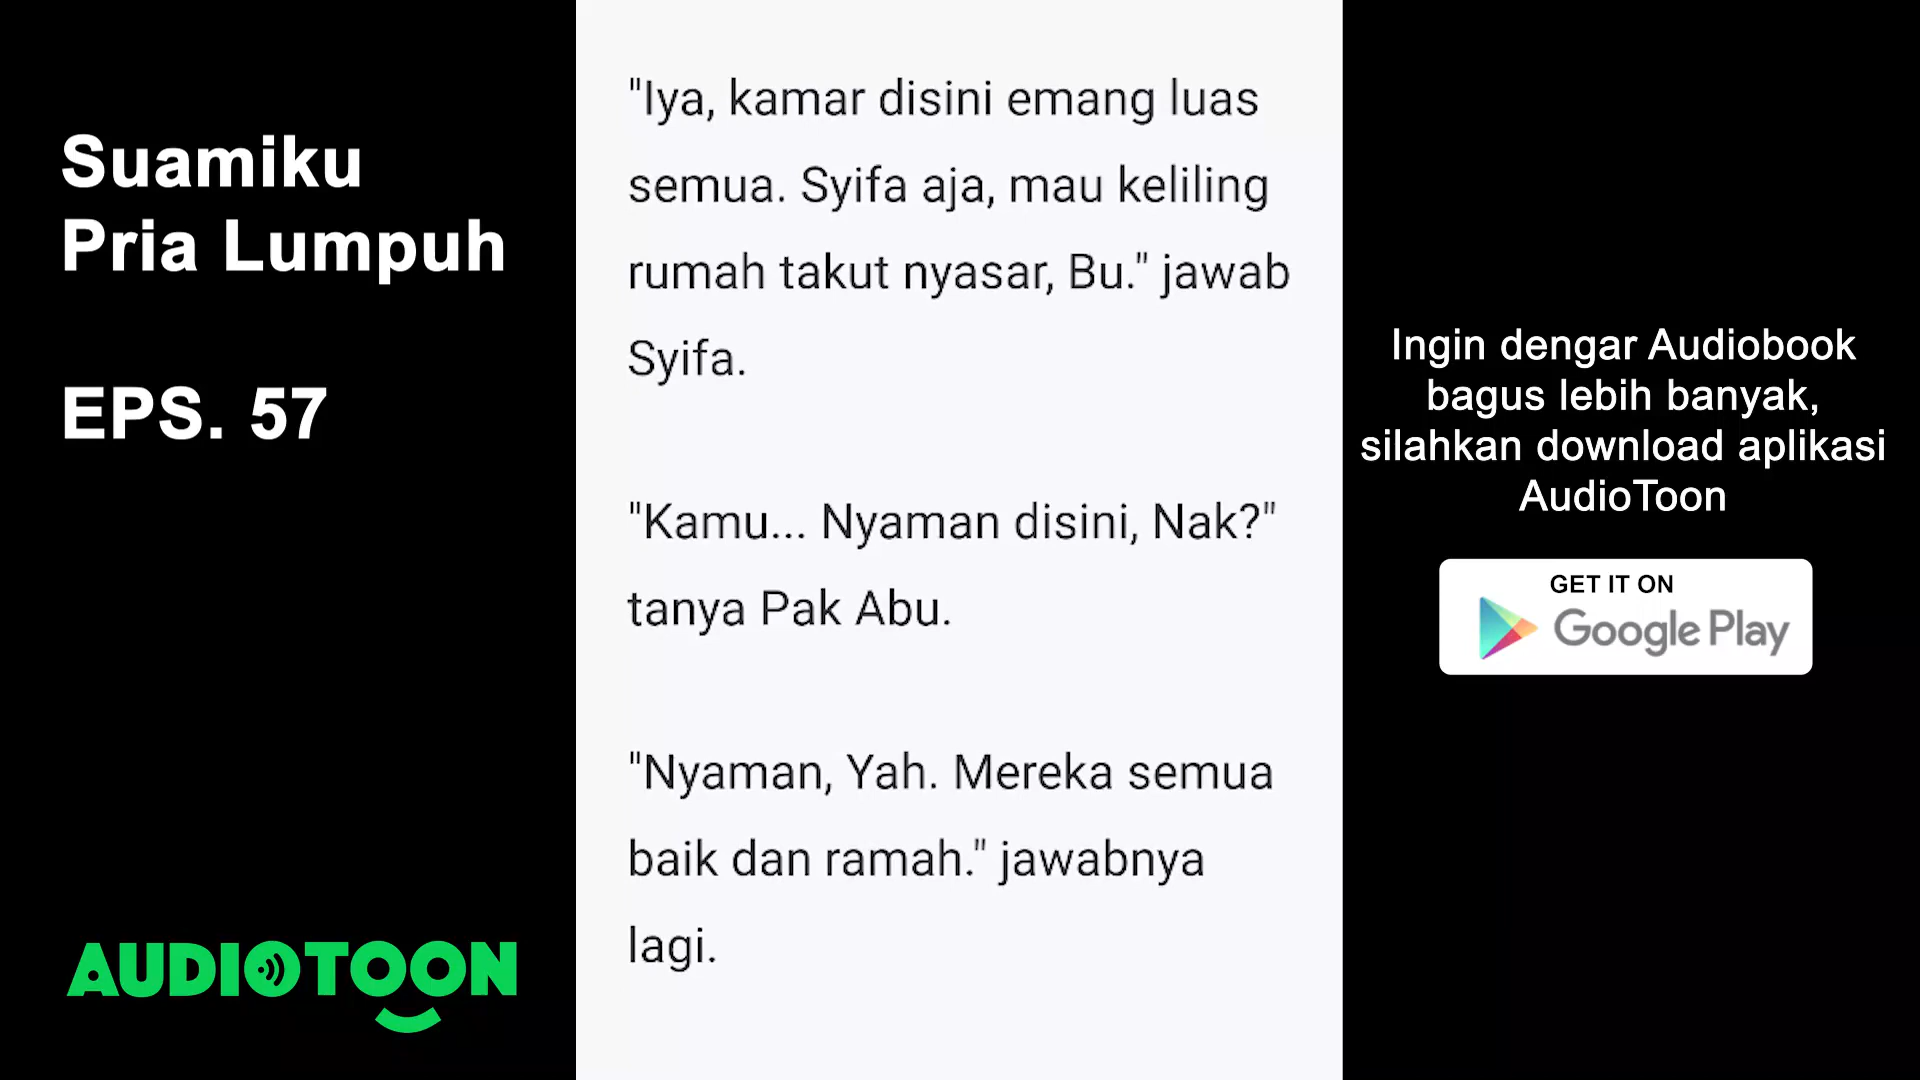 Suamiku
Pria Lumpuh
EPS. 57
AUDIOTOON
"Iya, kamar disini emang luas
semua. Syifa aja, mau keliling
rumah takut nyasar, Bu." jawab
Syifa.
"Kamu... Nyaman disini, Nak?"
tanya Pak Abu.
"Nyaman, Yah. Mereka semua
baik dan ramah." jawabnya
lagi.
Ingin dengar Audiobook
bagus lebih banyak,
silahkan download aplikasi
AudioToon
GET IT ON
Google Play